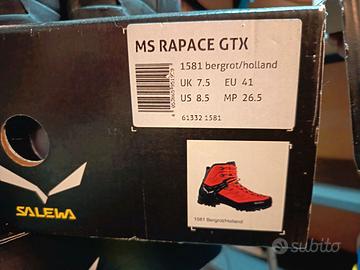 MS RAPACE GTX
1581 bergrot/holland
UK 7.5 EU 41
US 8.5 MP 26.5
61332 1581
SALEWA
1581 Bergrot/Holland
subito